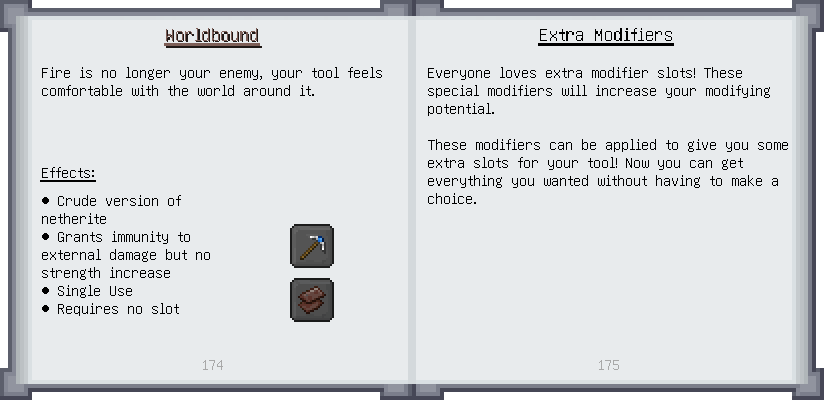 Worldbound
Fire is no longer your enemy, your tool feels
comfortable with the world around it.
Effects:
● Crude version of
netherite
● Grants immunity to
external damage but no
strength increase
● Single Use
● Requires no slot
174
Extra Modifiers
Everyone loves extra modifier slots! These
special modifiers will increase your modifying
potential.
These modifiers can be applied to give you some
extra slots for your tool! Now you can get
everything you wanted without having to make a
choice.
175